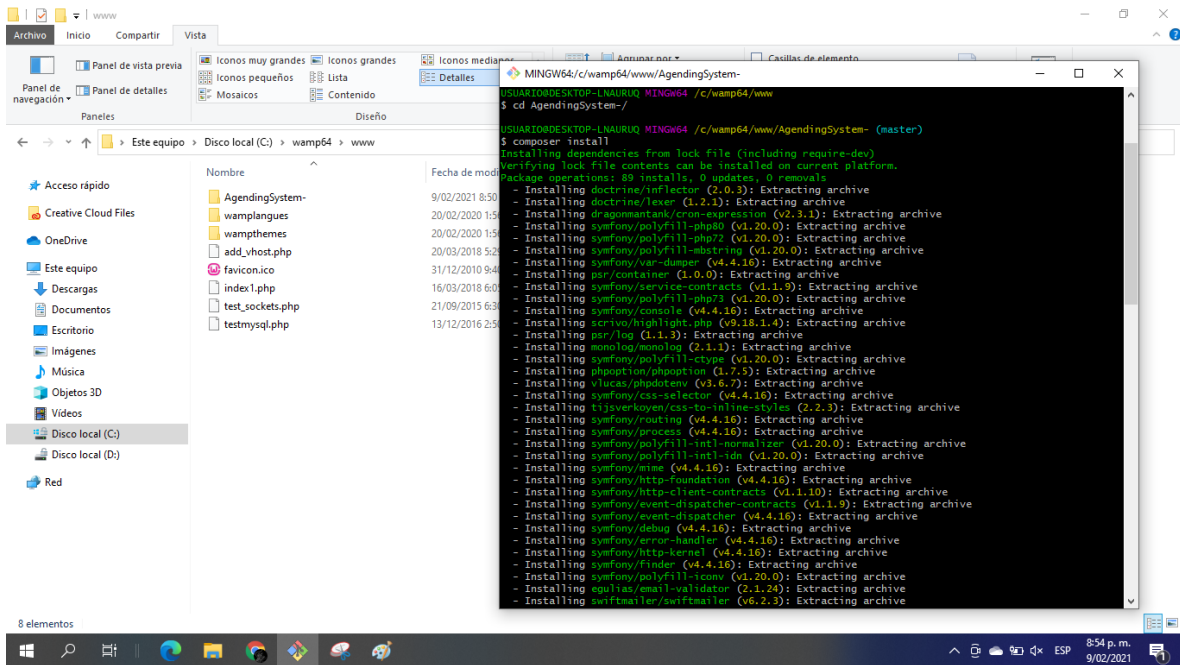 www
Archivo Inicio Compartir Vista
Panel de navegación
Panel de vista previa
Panel de detalles
Paneles
Iconos muy grandes Iconos grandes Iconos medianos
Iconos pequeños Lista Detalles
Mosaicos Contenido
Diseño
Agrupar por
Casillas de elemento
Este equipo > Disco local (C:) > wamp64 > www
Acceso rápido
Creative Cloud Files
OneDrive
Este equipo
Descargas
Documentos
Escritorio
Imágenes
Música
Objetos 3D
Vídeos
Disco local (C:)
Disco local (D:)
Red
Nombre Fecha de modi
AgendingSystem- 9/02/2021 8:50
wamplangues 20/02/2020 1:56
wampthemes 20/02/2020 1:56
add_vhost.php 20/03/2018 5:29
favicon.ico 31/12/2010 9:40
index1.php 16/03/2018 6:05
test_sockets.php 21/09/2015 6:30
testmysql.php 13/12/2016 2:50
MINGW64:/c/wamp64/www/AgendingSystem-
USUARIO@DESKTOP-LNAURUQ MINGW64 /c/wamp64/www
$ cd AgendingSystem-/
USUARIO@DESKTOP-LNAURUQ MINGW64 /c/wamp64/www/AgendingSystem- (master)
$ composer install
Installing dependencies from lock file (including require-dev)
Verifying lock file contents can be installed on current platform.
Package operations: 89 installs, 0 updates, 0 removals
- Installing doctrine/inflector (2.0.3): Extracting archive
- Installing doctrine/lexer (1.2.1): Extracting archive
- Installing dragonmantank/cron-expression (v2.3.1): Extracting archive
- Installing symfony/polyfill-php80 (v1.20.0): Extracting archive
- Installing symfony/polyfill-php72 (v1.20.0): Extracting archive
- Installing symfony/polyfill-mbstring (v1.20.0): Extracting archive
- Installing symfony/var-dumper (v4.4.16): Extracting archive
- Installing psr/container (1.0.0): Extracting archive
- Installing symfony/service-contracts (v1.1.9): Extracting archive
- Installing symfony/polyfill-php73 (v1.20.0): Extracting archive
- Installing symfony/console (v4.4.16): Extracting archive
- Installing scrivo/highlight.php (v9.18.1.4): Extracting archive
- Installing psr/log (1.1.3): Extracting archive
- Installing monolog/monolog (2.1.1): Extracting archive
- Installing symfony/polyfill-ctype (v1.20.0): Extracting archive
- Installing phpoption/phpoption (1.7.5): Extracting archive
- Installing vlucas/phpdotenv (v3.6.7): Extracting archive
- Installing symfony/css-selector (v4.4.16): Extracting archive
- Installing tijsverkoyen/css-to-inline-styles (2.2.3): Extracting archive
- Installing symfony/routing (v4.4.16): Extracting archive
- Installing symfony/process (v4.4.16): Extracting archive
- Installing symfony/polyfill-intl-normalizer (v1.20.0): Extracting archive
- Installing symfony/polyfill-intl-idn (v1.20.0): Extracting archive
- Installing symfony/mime (v4.4.16): Extracting archive
- Installing symfony/http-foundation (v4.4.16): Extracting archive
- Installing symfony/http-client-contracts (v1.1.10): Extracting archive
- Installing symfony/event-dispatcher-contracts (v1.1.9): Extracting archive
- Installing symfony/event-dispatcher (v4.4.16): Extracting archive
- Installing symfony/debug (v4.4.16): Extracting archive
- Installing symfony/error-handler (v4.4.16): Extracting archive
- Installing symfony/http-kernel (v4.4.16): Extracting archive
- Installing symfony/finder (v4.4.16): Extracting archive
- Installing symfony/polyfill-iconv (v1.20.0): Extracting archive
- Installing egulias/email-validator (2.1.24): Extracting archive
- Installing swiftmailer/swiftmailer (v6.2.3): Extracting archive
8 elementos
ESP
8:54 p. m.
9/02/2021
1